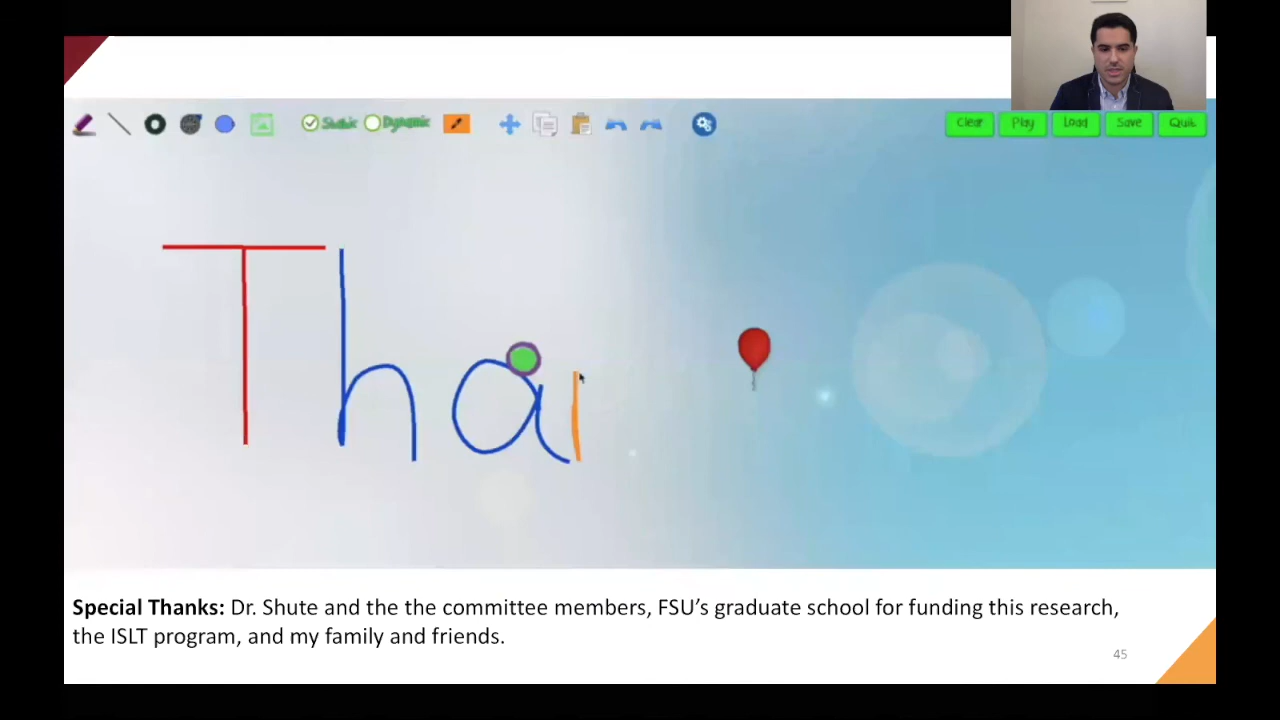 Static Dynamic Clear Play Load Save Quit
Tha
Special Thanks: Dr. Shute and the the committee members, FSU's graduate school for funding this research,
the ISLT program, and my family and friends.
45